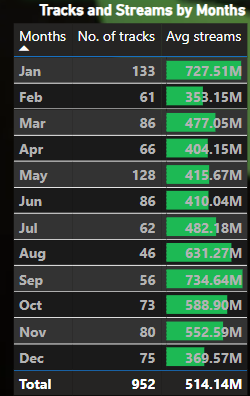 Tracks and Streams by Months
Months No. of tracks Avg streams
Jan 133 727.51M
Feb 61 353.15M
Mar 86 477.05M
Apr 66 404.15M
May 128 415.67M
Jun 86 410.04M
Jul 62 482.18M
Aug 46 631.27M
Sep 56 734.64M
Oct 73 588.90M
Nov 80 552.59M
Dec 75 369.57M
Total 952 514.14M